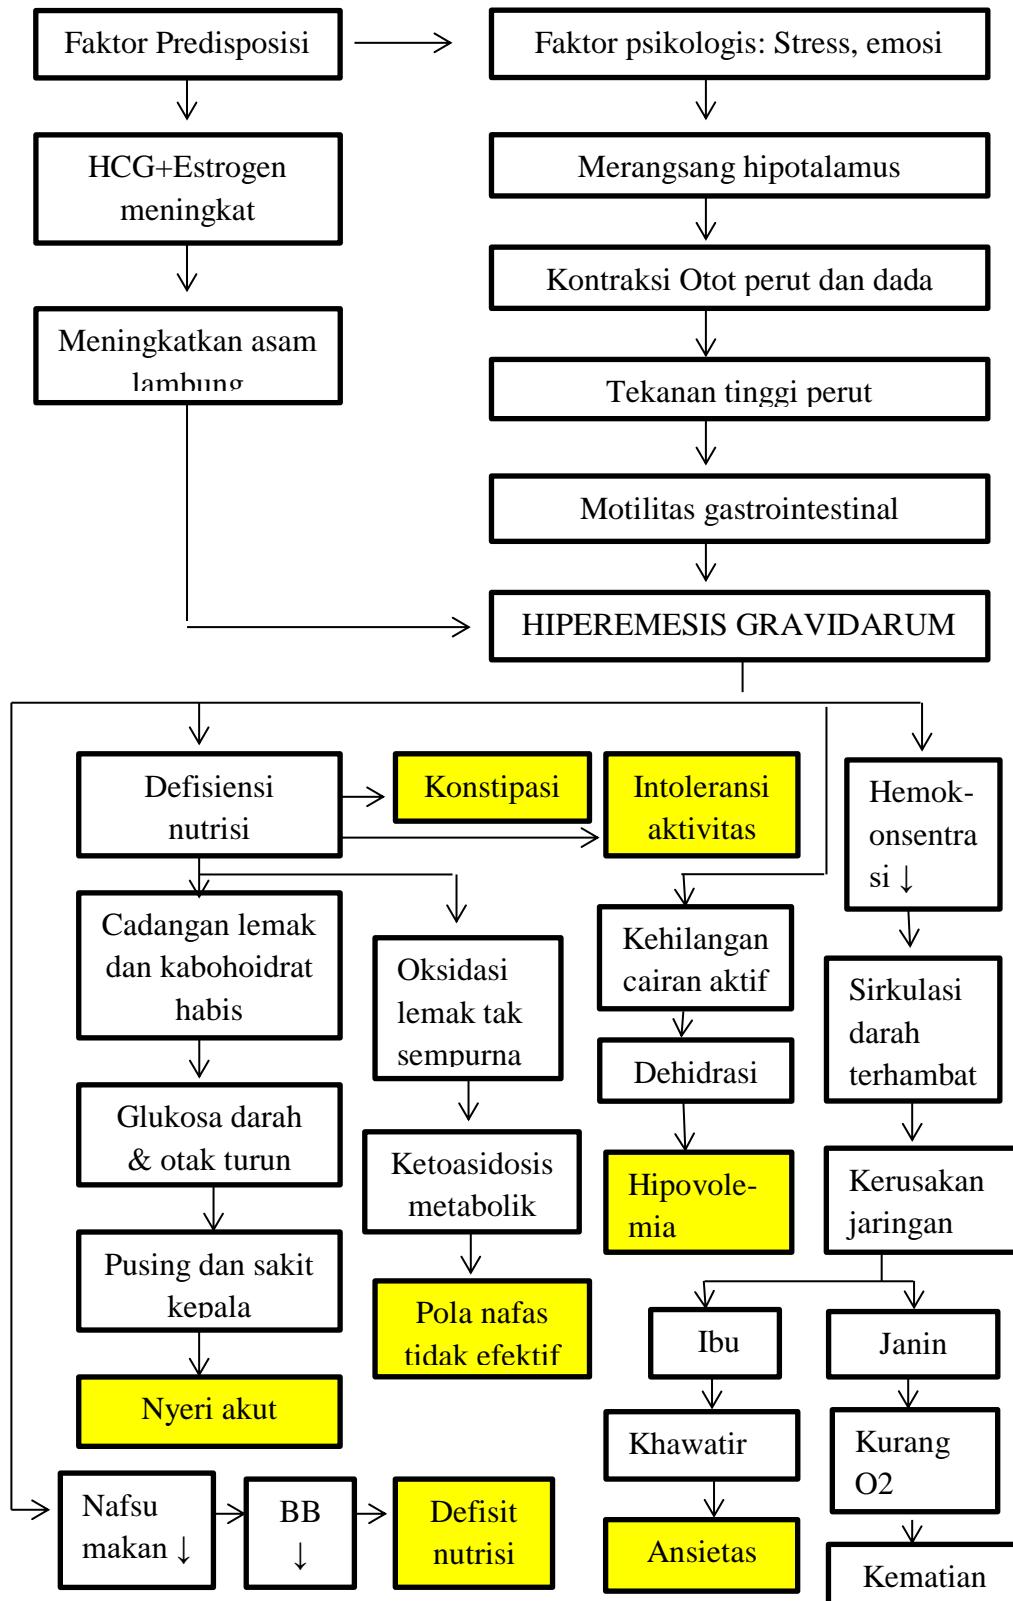 Faktor Predisposisi
Faktor psikologis: Stress, emosi
HCG+Estrogen
meningkat
Merangsang hipotalamus
Kontraksi Otot perut dan dada
Meningkatkan asam
lambung
Tekanan tinggi perut
Motilitas gastrointestinal
HIPEREMESIS GRAVIDARUM
Defisiensi
nutrisi
Konstipasi
Intoleransi
aktivitas
Hemok-
onsentra
si ↓
Cadangan lemak
dan kabohoidrat
habis
Oksidasi
lemak tak
sempurna
Kehilangan
cairan aktif
Sirkulasi
darah
terhambat
Dehidrasi
Glukosa darah
& otak turun
Ketoasidosis
metabolik
Hipovole-
mia
Kerusakan
jaringan
Pusing dan sakit
kepala
Pola nafas
tidak efektif
Ibu
Janin
Nyeri akut
Khawatir
Kurang
O2
Nafsu
makan ↓
BB
↓
Defisit
nutrisi
Ansietas
Kematian